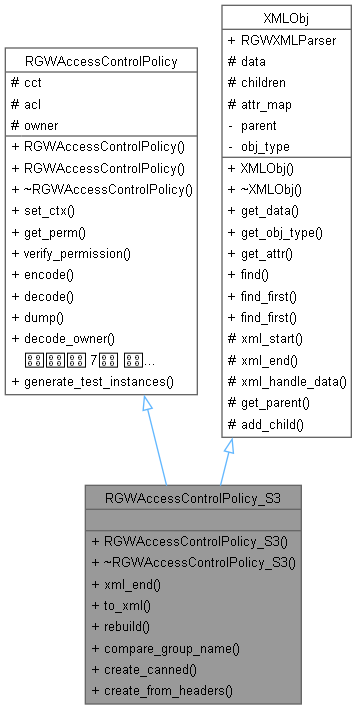 RGWAccessControlPolicy
# cct
# acl
# owner
+ RGWAccessControlPolicy()
+ RGWAccessControlPolicy()
+ ~RGWAccessControlPolicy()
+ set_ctx()
+ get_perm()
+ verify_permission()
+ encode()
+ decode()
+ dump()
+ decode_owner()
7
...
+ generate_test_instances()
XMLObj
+ RGWXMLParser
# data
# children
# attr_map
- parent
- obj_type
+ XMLObj()
+ ~XMLObj()
+ get_data()
+ get_obj_type()
+ get_attr()
+ find()
+ find_first()
+ find_first()
# xml_start()
# xml_end()
# xml_handle_data()
# get_parent()
# add_child()
RGWAccessControlPolicy_S3
+ RGWAccessControlPolicy_S3()
+ ~RGWAccessControlPolicy_S3()
+ xml_end()
+ to_xml()
+ rebuild()
+ compare_group_name()
+ create_canned()
+ create_from_headers()